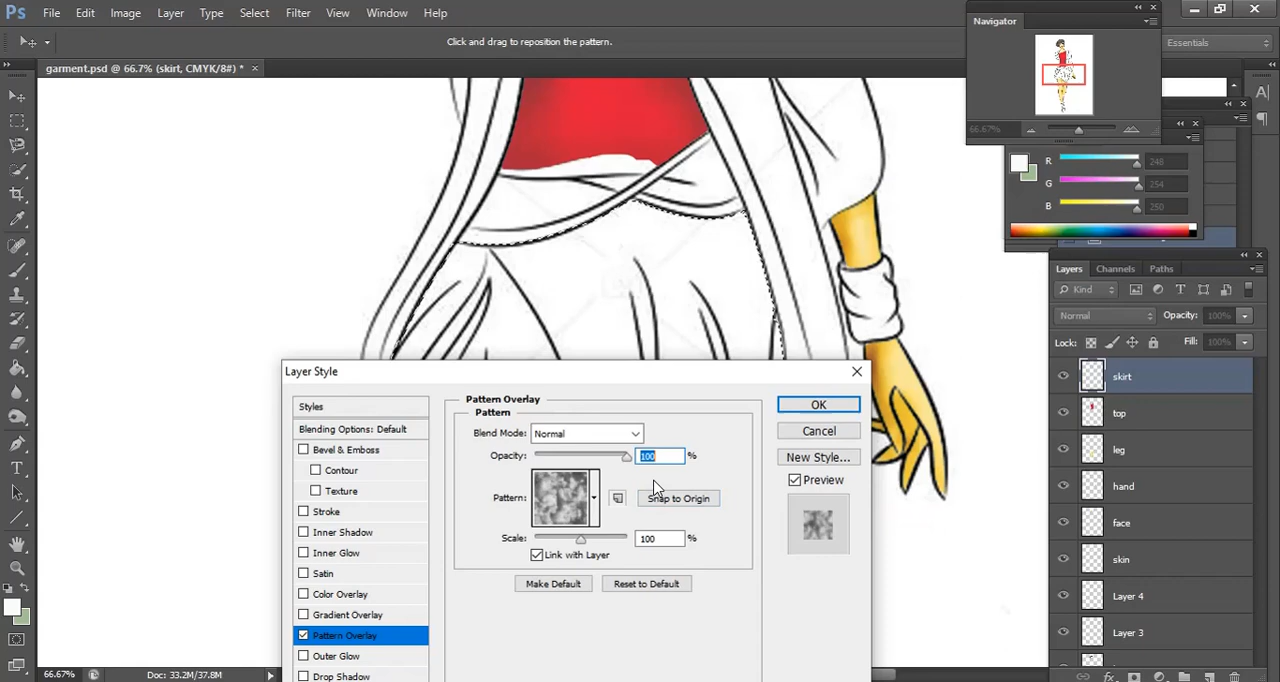 Ps File Edit Image Layer Type Select Filter View Window Help
Click and drag to reposition the pattern.
Navigator
Essentials
garment.psd @ 66.7% (skirt, CMYK/8#) * ×
66.67%
R 248
G 254
B 250
Layers Channels Paths
Kind
Normal Opacity: 100%
Lock: Fill: 100%
skirt
top
leg
hand
face
skin
Layer 4
Layer 3
Layer Style
Styles
Blending Options: Default
Bevel & Emboss
Contour
Texture
Stroke
Inner Shadow
Inner Glow
Satin
Color Overlay
Gradient Overlay
Pattern Overlay
Outer Glow
Drop Shadow
Pattern Overlay
Pattern
Blend Mode: Normal
Opacity: 100 %
Pattern: Snap to Origin
Scale: 100 %
Link with Layer
Make Default Reset to Default
OK
Cancel
New Style...
Preview
66.67% Doc: 33.2M/37.8M